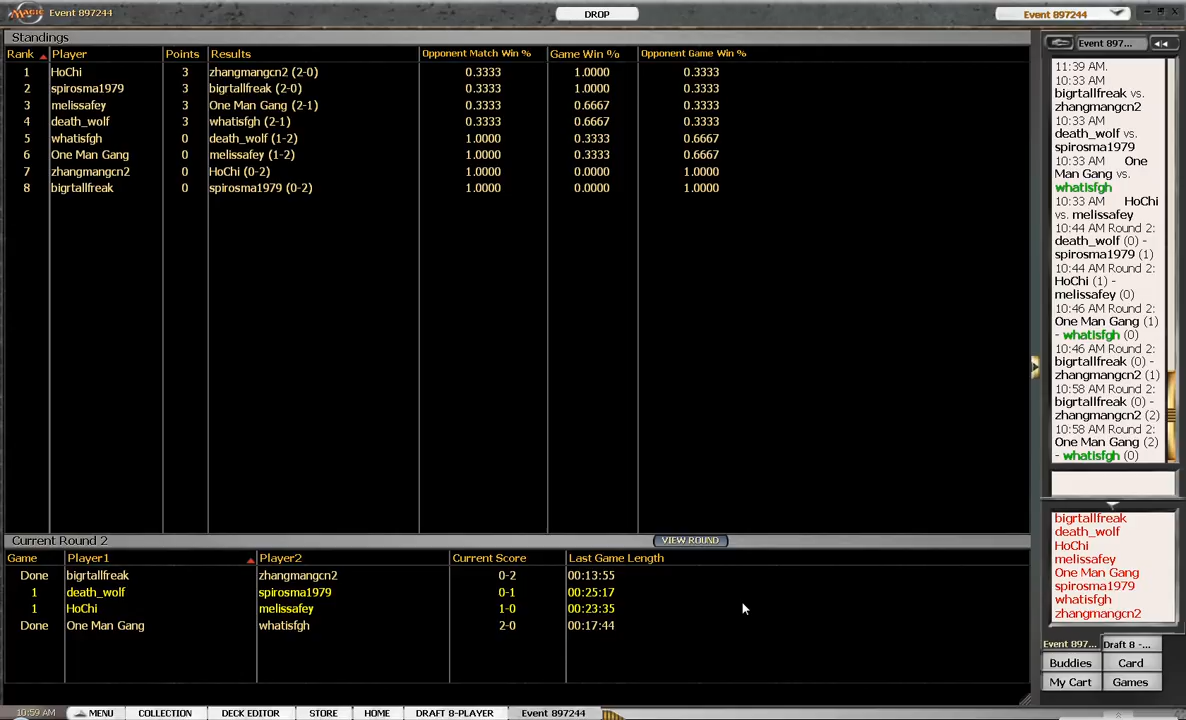 MAGIC Event 897244
DROP
Event 897244
Standings
Rank Player Points Results Opponent Match Win % Game Win % Opponent Game Win %
1 HoChi 3 zhangmangcn2 (2-0) 0.3333 1.0000 0.3333
2 spirosma1979 3 bigrtallfreak (2-0) 0.3333 1.0000 0.3333
3 melissafey 3 One Man Gang (2-1) 0.3333 0.6667 0.3333
4 death_wolf 3 whatisfgh (2-1) 0.3333 0.6667 0.3333
5 whatisfgh 0 death_wolf (1-2) 1.0000 0.3333 0.6667
6 One Man Gang 0 melissafey (1-2) 1.0000 0.3333 0.6667
7 zhangmangcn2 0 HoChi (0-2) 1.0000 0.0000 1.0000
8 bigrtallfreak 0 spirosma1979 (0-2) 1.0000 0.0000 1.0000
Current Round 2
VIEW ROUND
Game Player1 Player2 Current Score Last Game Length
Done bigrtallfreak zhangmangcn2 0-2 00:13:55
1 death_wolf spirosma1979 0-1 00:25:17
1 HoChi melissafey 1-0 00:23:35
Done One Man Gang whatisfgh 2-0 00:17:44
Event 897...
11:39 AM.
10:33 AM
bigrtallfreak vs.
zhangmangcn2
10:33 AM
death_wolf vs.
spirosma1979
10:33 AM One
Man Gang vs.
whatisfgh
10:33 AM HoChi
vs. melissafey
10:44 AM Round 2:
death_wolf (0) -
spirosma1979 (1)
10:44 AM Round 2:
HoChi (1) -
melissafey (0)
10:46 AM Round 2:
One Man Gang (1)
- whatisfgh (0)
10:46 AM Round 2:
bigrtallfreak (0) -
zhangmangcn2 (1)
10:58 AM Round 2:
bigrtallfreak (0) -
zhangmangcn2 (2)
10:58 AM Round 2:
One Man Gang (2)
- whatisfgh (0)
bigrtallfreak
death_wolf
HoChi
melissafey
One Man Gang
spirosma1979
whatisfgh
zhangmangcn2
Event 897... Draft 8 -...
Buddies Card
My Cart Games
10:59 AM MENU COLLECTION DECK EDITOR STORE HOME DRAFT 8-PLAYER Event 897244